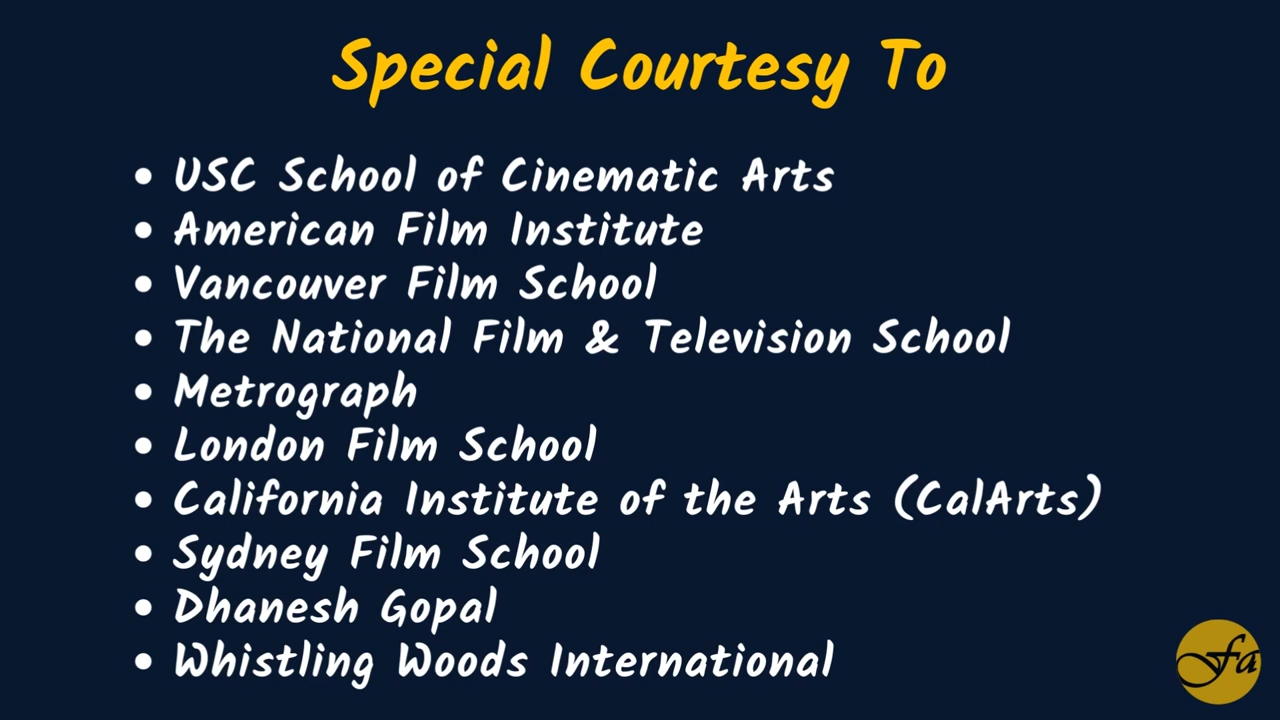 Special Courtesy To
• USC School of Cinematic Arts
• American Film Institute
• Vancouver Film School
• The National Film & Television School
• Metrograph
• London Film School
• California Institute of the Arts (CalArts)
• Sydney Film School
• Dhanesh Gopal
• Whistling Woods International
fa